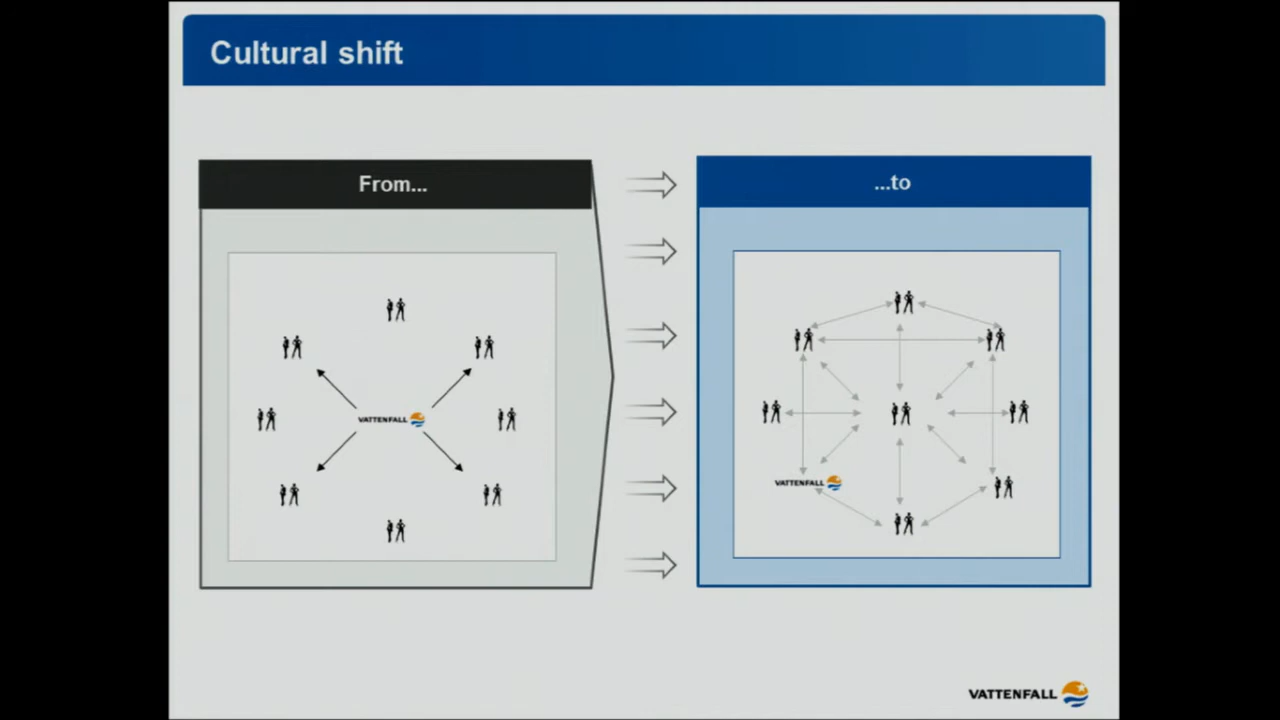 Cultural shift
From...
...to
VATTENFALL
VATTENFALL
VATTENFALL